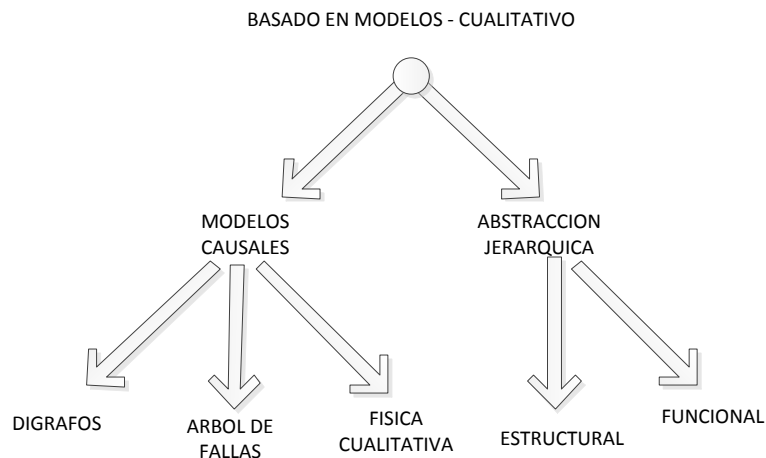 BASADO EN MODELOS - CUALITATIVO
MODELOS
CAUSALES
ABSTRACCION
JERARQUICA
DIGRAFOS
ARBOL DE
FALLAS
FISICA
CUALITATIVA
ESTRUCTURAL
FUNCIONAL